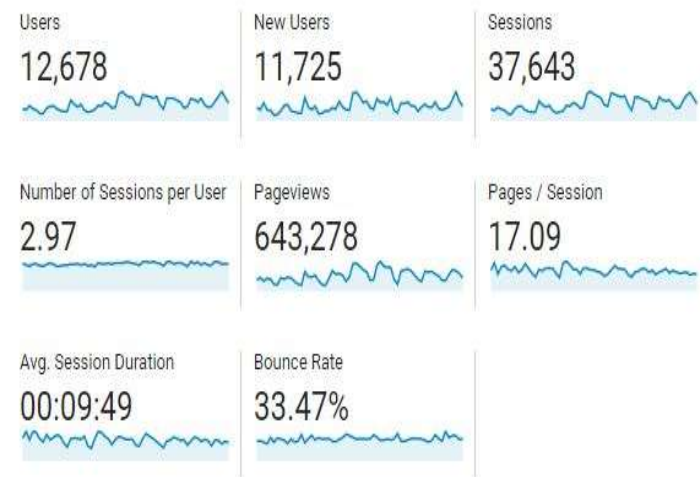 Users
12,678
New Users
11,725
Sessions
37,643
Number of Sessions per User
2.97
Pageviews
643,278
Pages / Session
17.09
Avg. Session Duration
00:09:49
Bounce Rate
33.47%